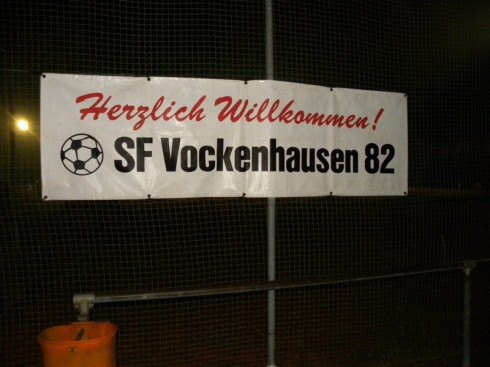 Herzlich Willkommen!
SF Vockenhausen 82